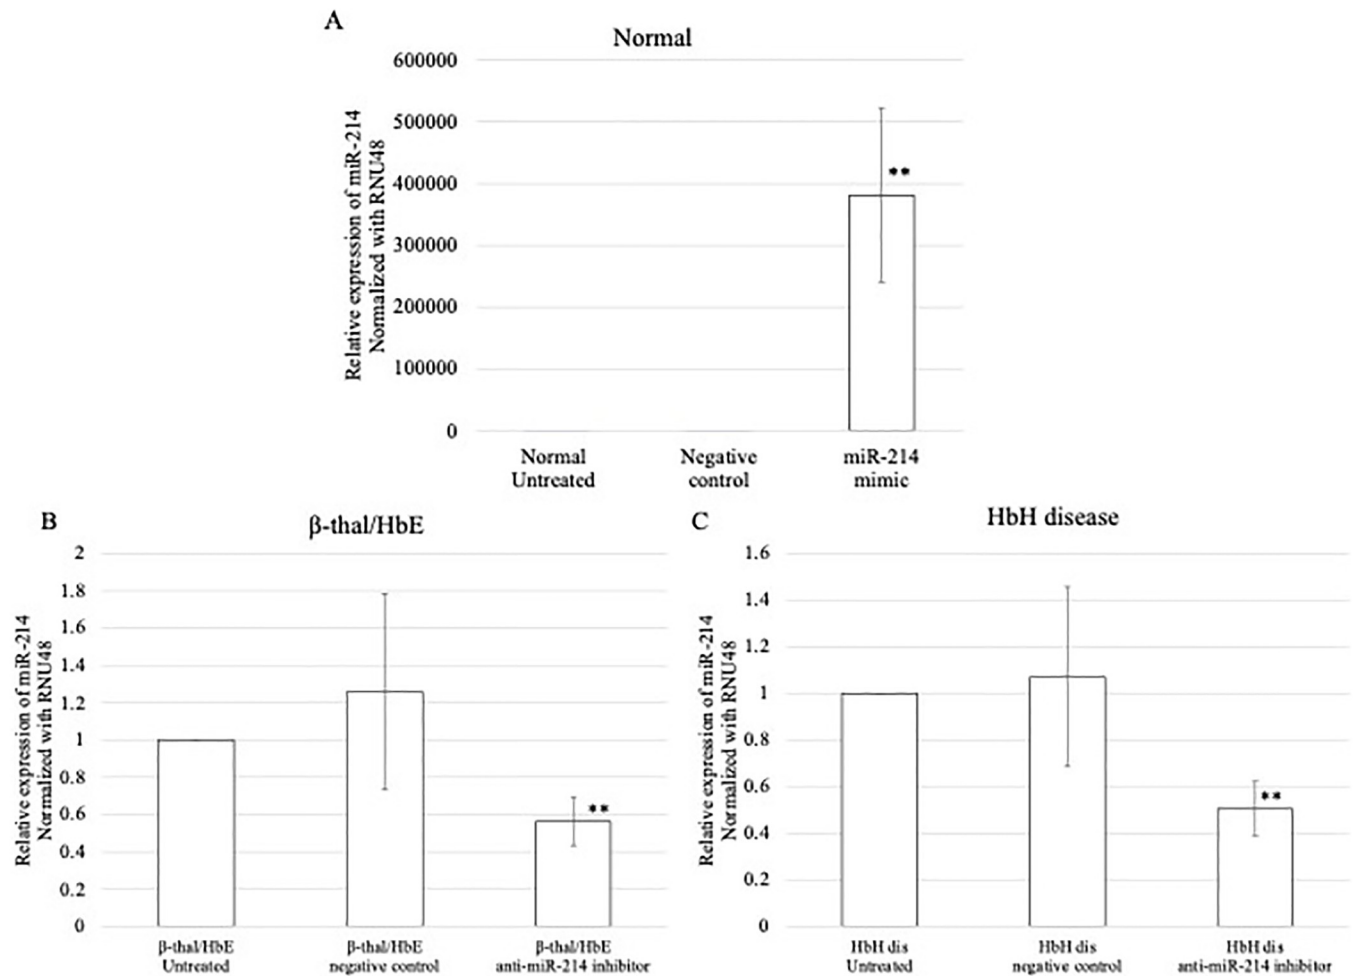 A
Normal
Relative expression of miR-214
Normalized with RNU48
600000
500000
400000
300000
200000
100000
0
**
Normal
Untreated
Negative
control
miR-214
mimic
B
β-thal/HbE
Relative expression of miR-214
Normalized with RNU48
2
1.8
1.6
1.4
1.2
1
0.8
0.6
0.4
0.2
0
**
β-thal/HbE
Untreated
β-thal/HbE
negative control
β-thal/HbE
anti-miR-214 inhibitor
C
HbH disease
Relative expression of miR-214
Normalized with RNU48
1.6
1.4
1.2
1
0.8
0.6
0.4
0.2
0
**
HbH dis
Untreated
HbH dis
negative control
HbH dis
anti-miR-214 inhibitor